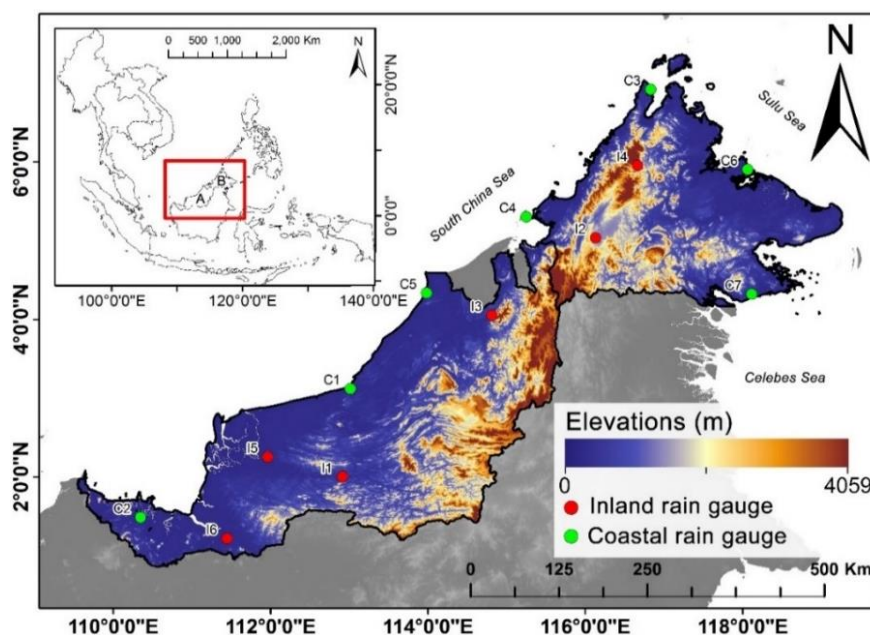 0 500 1,000 2,000 Km
N
20°0'0"N
0°0'0"N
A
B
100°0'0"E 120°0'0"E 140°0'0"E
N
C3
Sulu Sea
I4
C6
South China Sea
C4
I2
C7
C5
I3
Celebes Sea
C1
I5
I1
C2
I6
6°0'0"N
4°0'0"N
2°0'0"N
Elevations (m)
0 4059
Inland rain gauge
Coastal rain gauge
0 125 250 500 Km
110°0'0"E 112°0'0"E 114°0'0"E 116°0'0"E 118°0'0"E